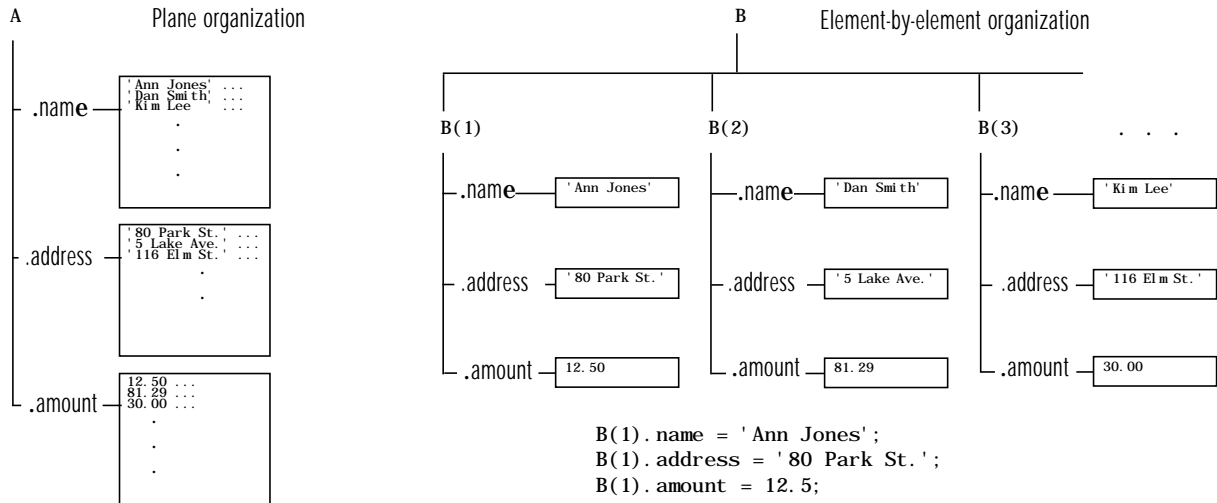 A Plane organization
.name
'Ann Jones' ...
'Dan Smith' ...
'Kim Lee' ...
.
.
.
.address
'80 Park St.' ...
'5 Lake Ave.' ...
'116 Elm St.' ...
.
.
.amount
12.50 ...
81.29 ...
30.00 ...
.
.
.
B Element-by-element organization
B(1) B(2) B(3) . . .
.name 'Ann Jones' .name 'Dan Smith' .name 'Kim Lee'
.address '80 Park St.' .address '5 Lake Ave.' .address '116 Elm St.'
.amount 12.50 .amount 81.29 .amount 30.00
B(1).name = 'Ann Jones';
B(1).address = '80 Park St.';
B(1).amount = 12.5;